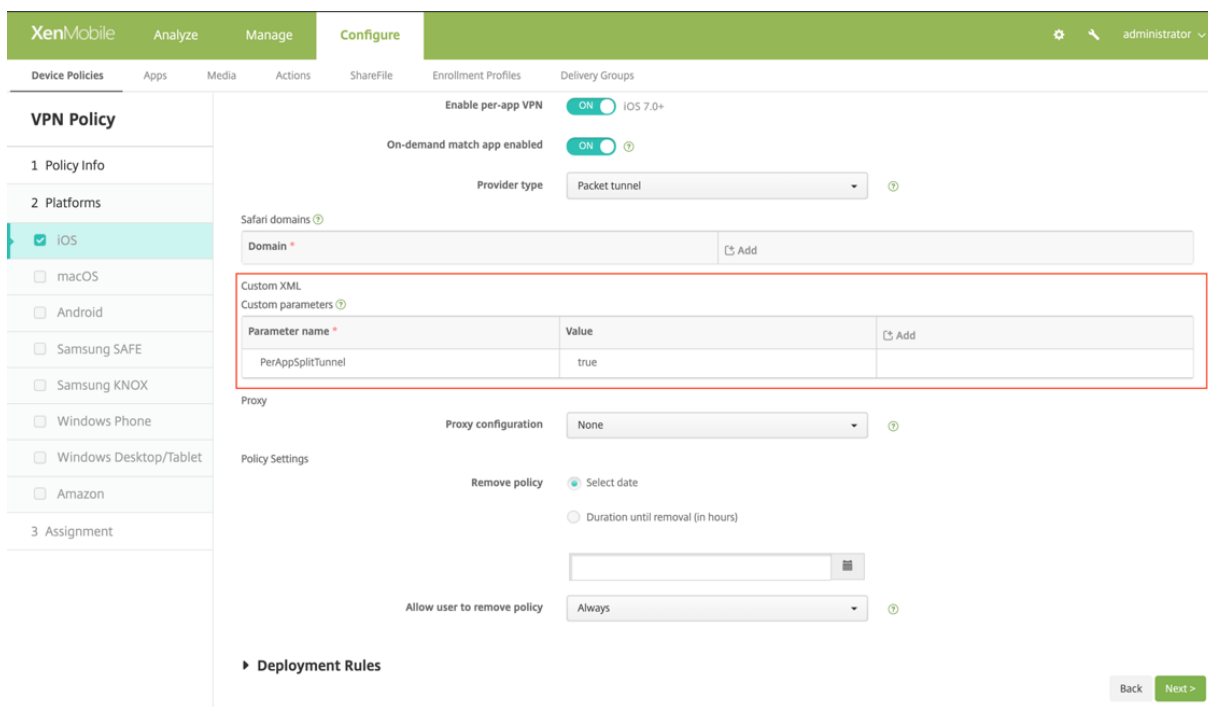 XenMobile Analyze Manage Configure administrator
Device Policies Apps Media Actions ShareFile Enrollment Profiles Delivery Groups
VPN Policy
1 Policy Info
2 Platforms
iOS
macOS
Android
Samsung SAFE
Samsung KNOX
Windows Phone
Windows Desktop/Tablet
Amazon
3 Assignment
Enable per-app VPN ON iOS 7.0+
On-demand match app enabled ON ?
Provider type Packet tunnel ?
Safari domains ?
Domain * Add
Custom XML
Custom parameters ?
Parameter name * Value Add
PerAppSplitTunnel true
Proxy
Proxy configuration None ?
Policy Settings
Remove policy Select date
Duration until removal (in hours)
Allow user to remove policy Always ?
Deployment Rules
Back Next >